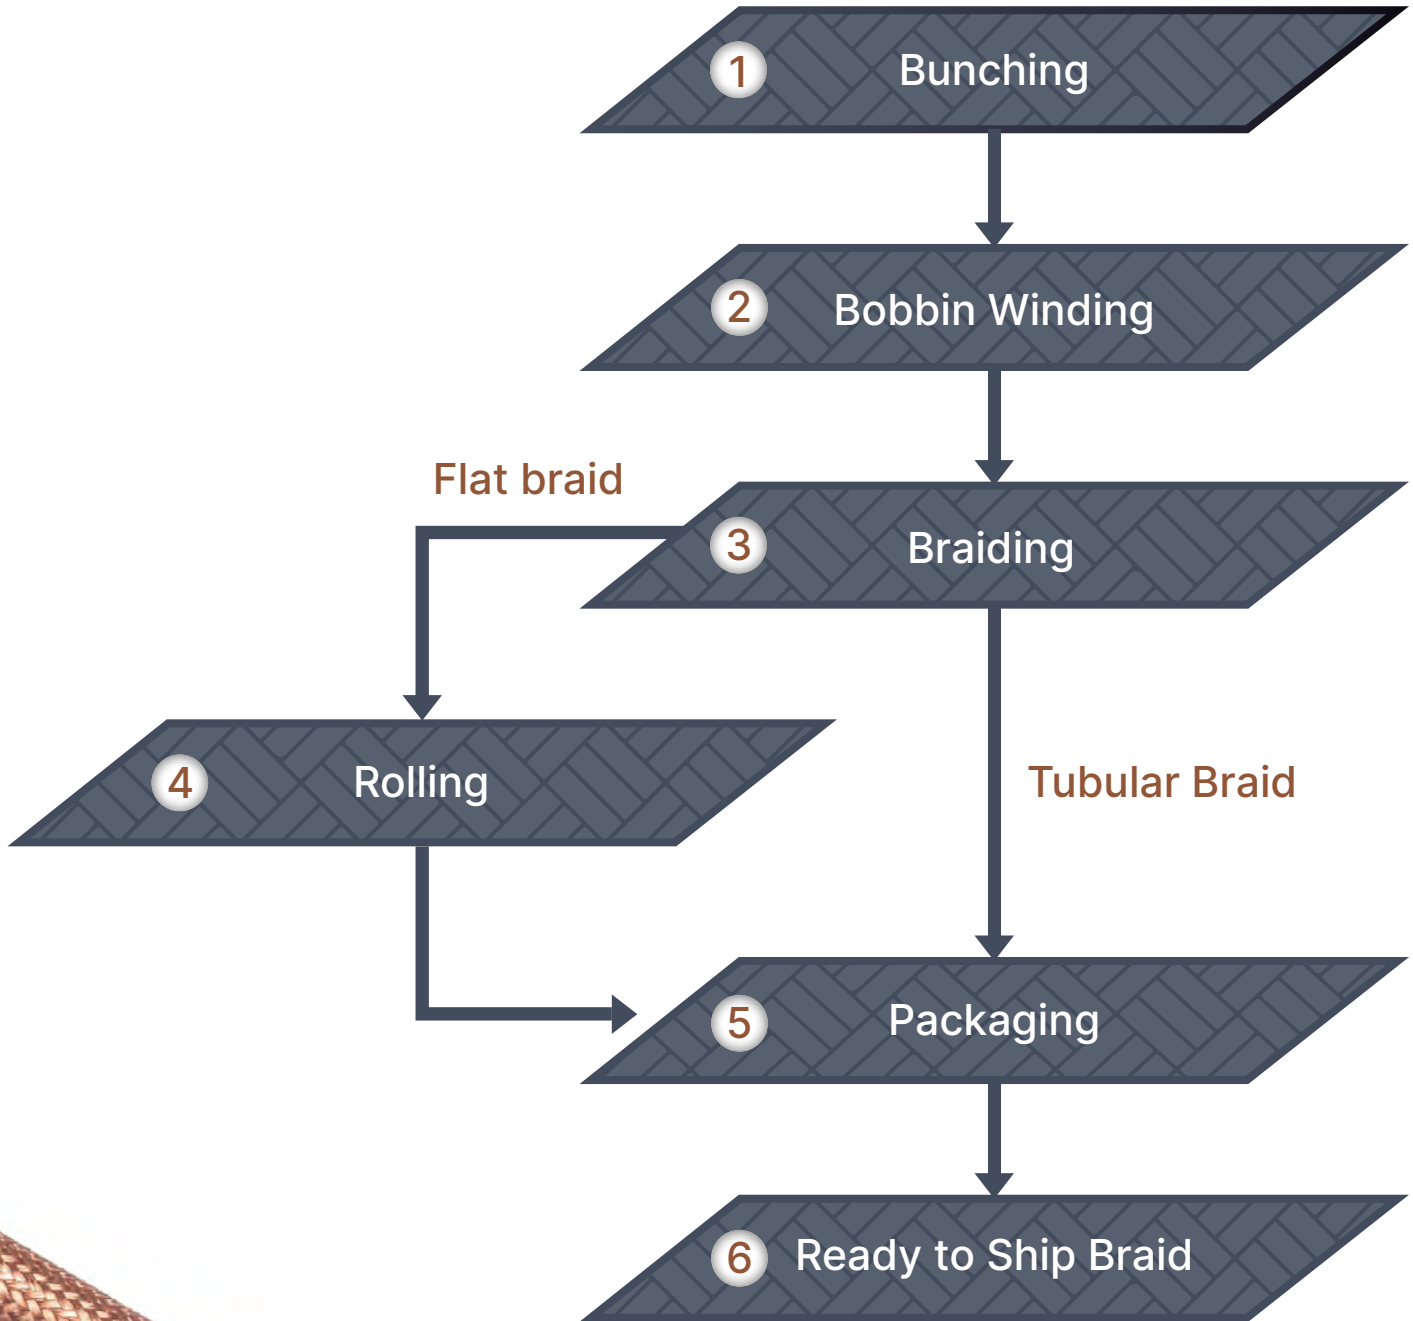 1 Bunching
2 Bobbin Winding
Flat braid
3 Braiding
4 Rolling
Tubular Braid
5 Packaging
6 Ready to Ship Braid